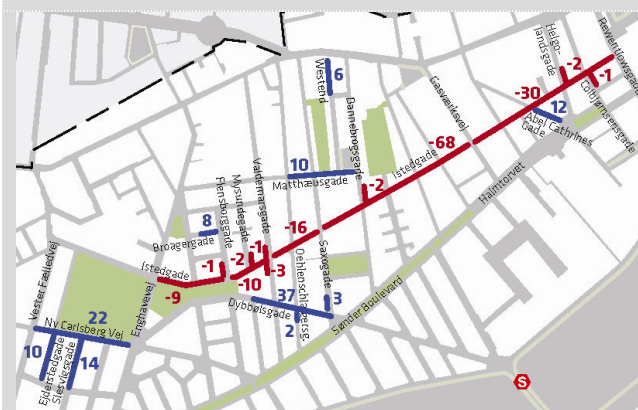 Reventlowsgade
Helgo-
landsgade
-2
-1
Colbjørnsensgade
-30
12
Abel Cathrines
Gade
6
Westend
Gasværksvej
Dannebrogsgade
-68
Istedgade
Halmtorvet
10
Matthæusgade
-2
Valdemarsgade
Mysundegade
Flensborggade
8
Broagergade
-16
-1
-2
-3
-1
-10
Istedgade
-9
Saxogade
Oehlenschlægersg.
37
3
Dybbølsgade
2
Sønder Boulevard
Enghavevej
Vester Fælledvej
22
Ny Carlsberg Vej
10
Ejderstedgade
Slesvigsgade
14
S